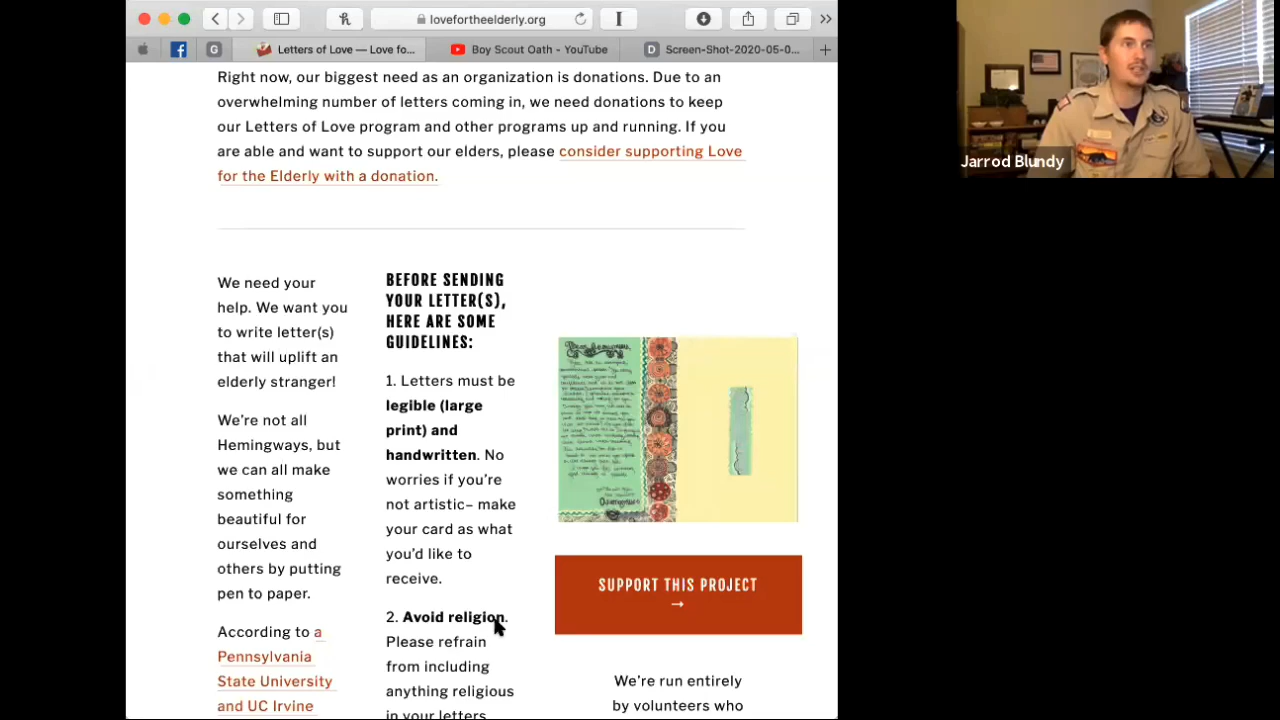 lovefortheelderly.org
Letters of Love — Love fo...
Boy Scout Oath - YouTube
Screen-Shot-2020-05-0...
Right now, our biggest need as an organization is donations. Due to an
overwhelming number of letters coming in, we need donations to keep
our Letters of Love program and other programs up and running. If you
are able and want to support our elders, please consider supporting Love
for the Elderly with a donation.
We need your
help. We want you
to write letter(s)
that will uplift an
elderly stranger!
We're not all
Hemingways, but
we can all make
something
beautiful for
ourselves and
others by putting
pen to paper.
According to a
Pennsylvania
State University
and UC Irvine
BEFORE SENDING
YOUR LETTER(S),
HERE ARE SOME
GUIDELINES:
1. Letters must be
legible (large
print) and
handwritten. No
worries if you're
not artistic– make
your card as what
you'd like to
receive.
2. Avoid religion.
Please refrain
from including
anything religious
in your letters
SUPPORT THIS PROJECT
→
We're run entirely
by volunteers who
Jarrod Blundy